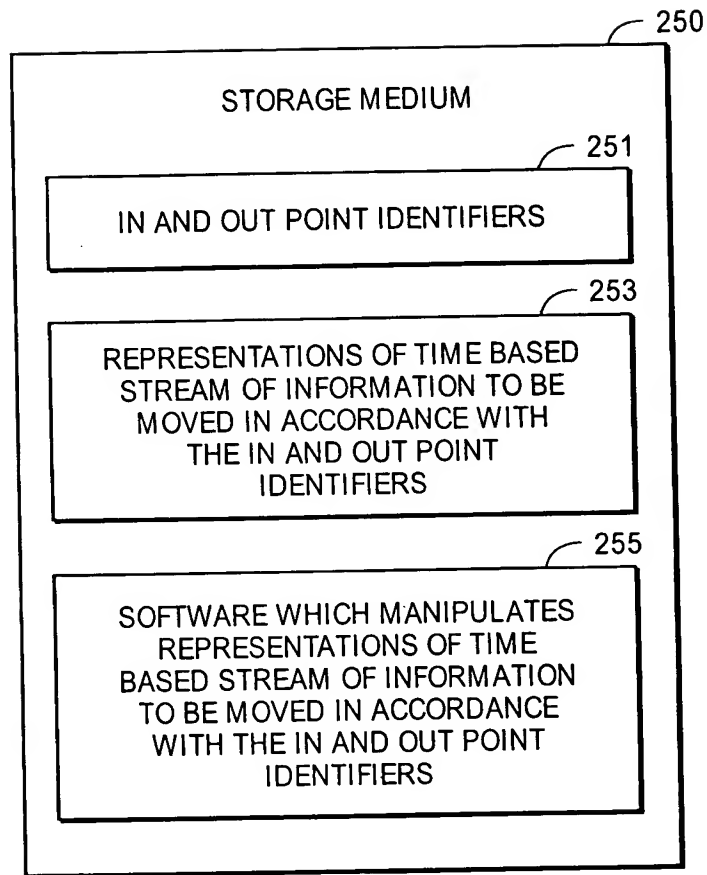 250
STORAGE MEDIUM
251
IN AND OUT POINT IDENTIFIERS
253
REPRESENTATIONS OF TIME BASED
STREAM OF INFORMATION TO BE
MOVED IN ACCORDANCE WITH
THE IN AND OUT POINT
IDENTIFIERS
255
SOFTWARE WHICH MANIPULATES
REPRESENTATIONS OF TIME
BASED STREAM OF INFORMATION
TO BE MOVED IN ACCORDANCE
WITH THE IN AND OUT POINT
IDENTIFIERS